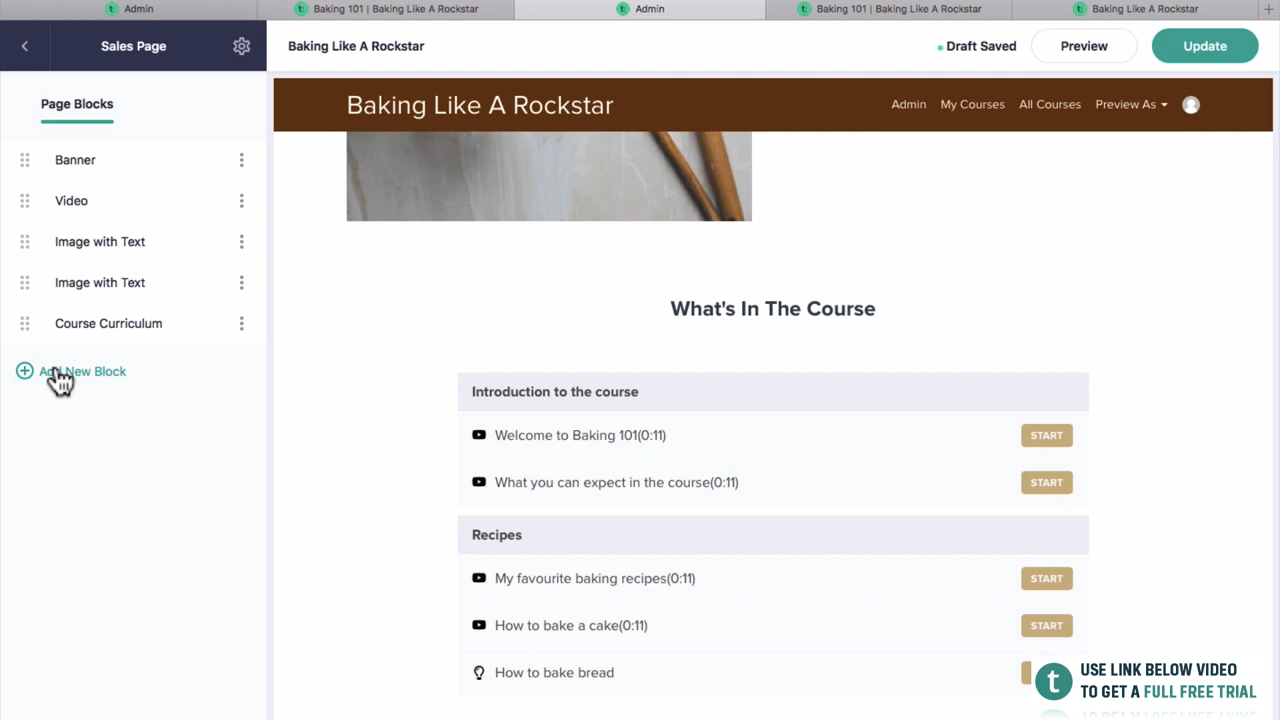 Admin
Baking 101 | Baking Like A Rockstar
Admin
Baking 101 | Baking Like A Rockstar
Baking Like A Rockstar
Sales Page
Baking Like A Rockstar
Draft Saved
Preview
Update
Page Blocks
Banner
Video
Image with Text
Image with Text
Course Curriculum
Add New Block
Baking Like A Rockstar
Admin
My Courses
All Courses
Preview As
What's In The Course
Introduction to the course
Welcome to Baking 101(0:11)
START
What you can expect in the course(0:11)
START
Recipes
My favourite baking recipes(0:11)
START
How to bake a cake(0:11)
START
How to bake bread
t
USE LINK BELOW VIDEO
TO GET A FULL FREE TRIAL